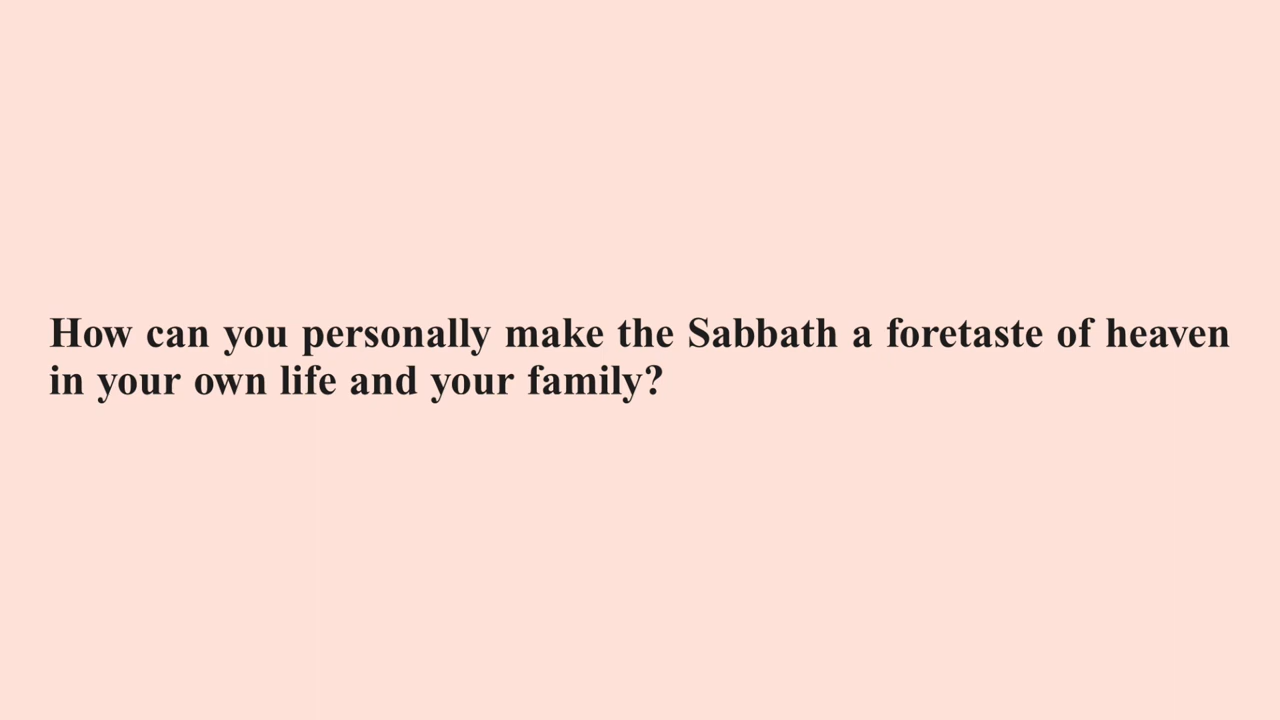 How can you personally make the Sabbath a foretaste of heaven
in your own life and your family?